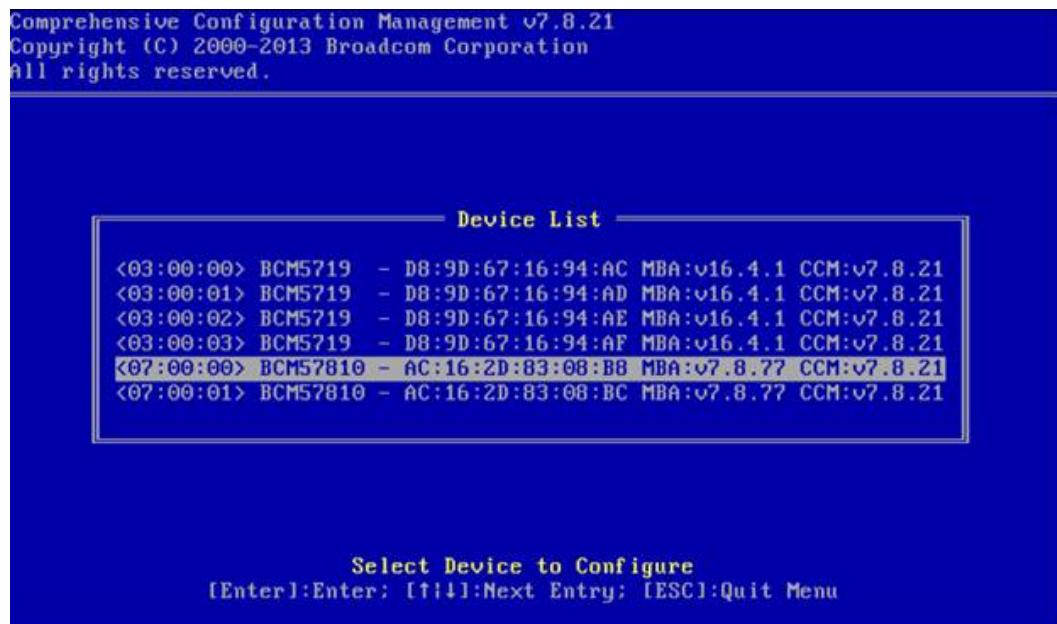 Comprehensive Configuration Management v7.8.21
Copyright (C) 2000-2013 Broadcom Corporation
All rights reserved.
Device List
<03:00:00> BCM5719  - D8:9D:67:16:94:AC MBA:v16.4.1 CCM:v7.8.21
<03:00:01> BCM5719  - D8:9D:67:16:94:AD MBA:v16.4.1 CCM:v7.8.21
<03:00:02> BCM5719  - D8:9D:67:16:94:AE MBA:v16.4.1 CCM:v7.8.21
<03:00:03> BCM5719  - D8:9D:67:16:94:AF MBA:v16.4.1 CCM:v7.8.21
<07:00:00> BCM57810 - AC:16:2D:83:08:B8 MBA:v7.8.77 CCM:v7.8.21
<07:00:01> BCM57810 - AC:16:2D:83:08:BC MBA:v7.8.77 CCM:v7.8.21
Select Device to Configure
[Enter]:Enter; [↑|↓]:Next Entry; [ESC]:Quit Menu